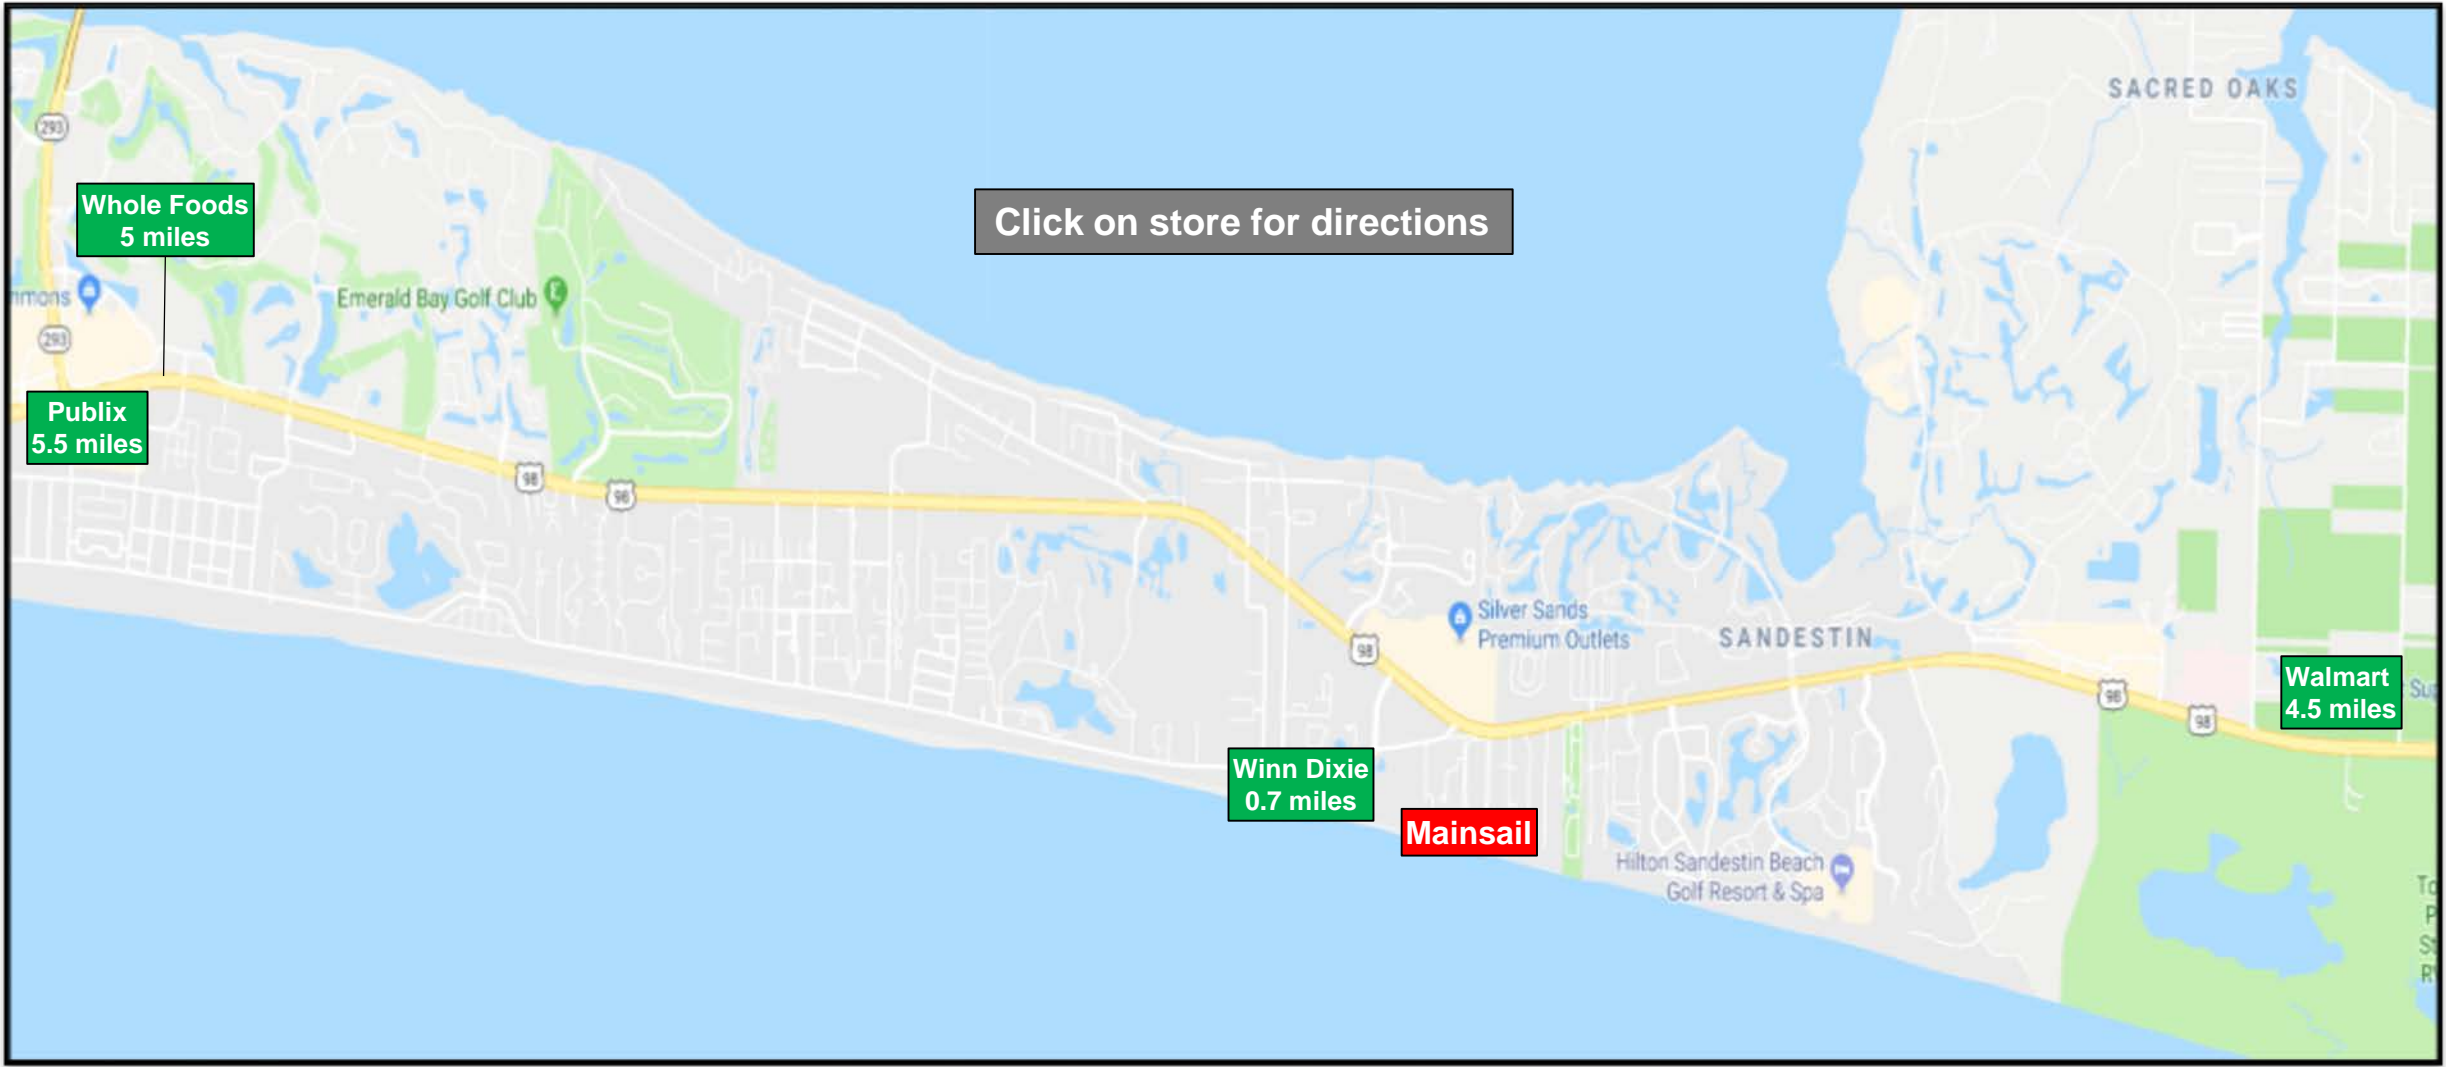 SACRED OAKS
293
Whole Foods
5 miles
Click on store for directions
Emerald Bay Golf Club
293
Publix
5.5 miles
98
98
Silver Sands
Premium Outlets
SANDESTIN
98
Walmart
4.5 miles
98
98
Winn Dixie
0.7 miles
Mainsail
Hilton Sandestin Beach
Golf Resort & Spa